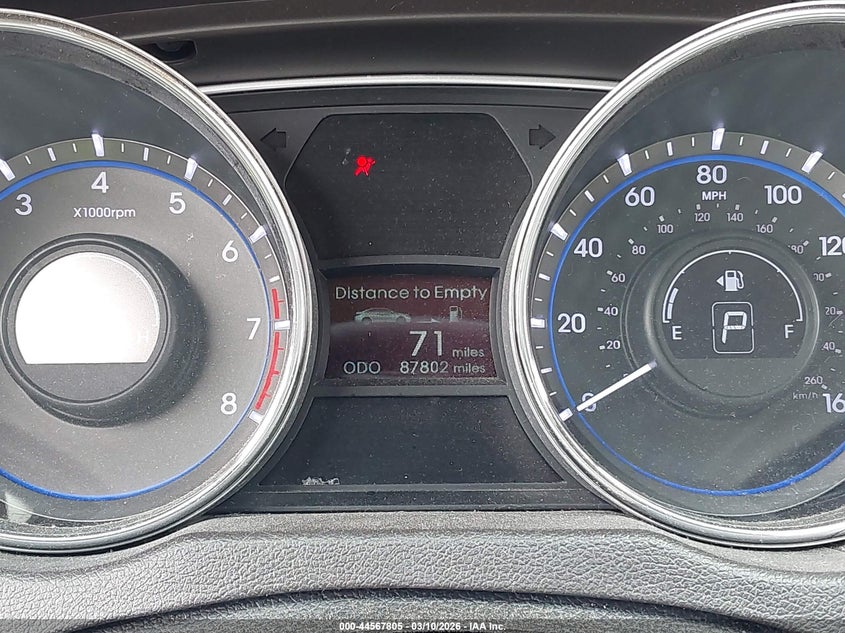 3
4
5
6
7
8
X1000rpm
Distance to Empty
71 miles
ODO 87802 miles
20
40
60
80
100
120
MPH
20
40
60
80
100
120
140
160
180
260
km/h
E
P
F
000-44567805 - 03/10/2026 - IAA Inc.